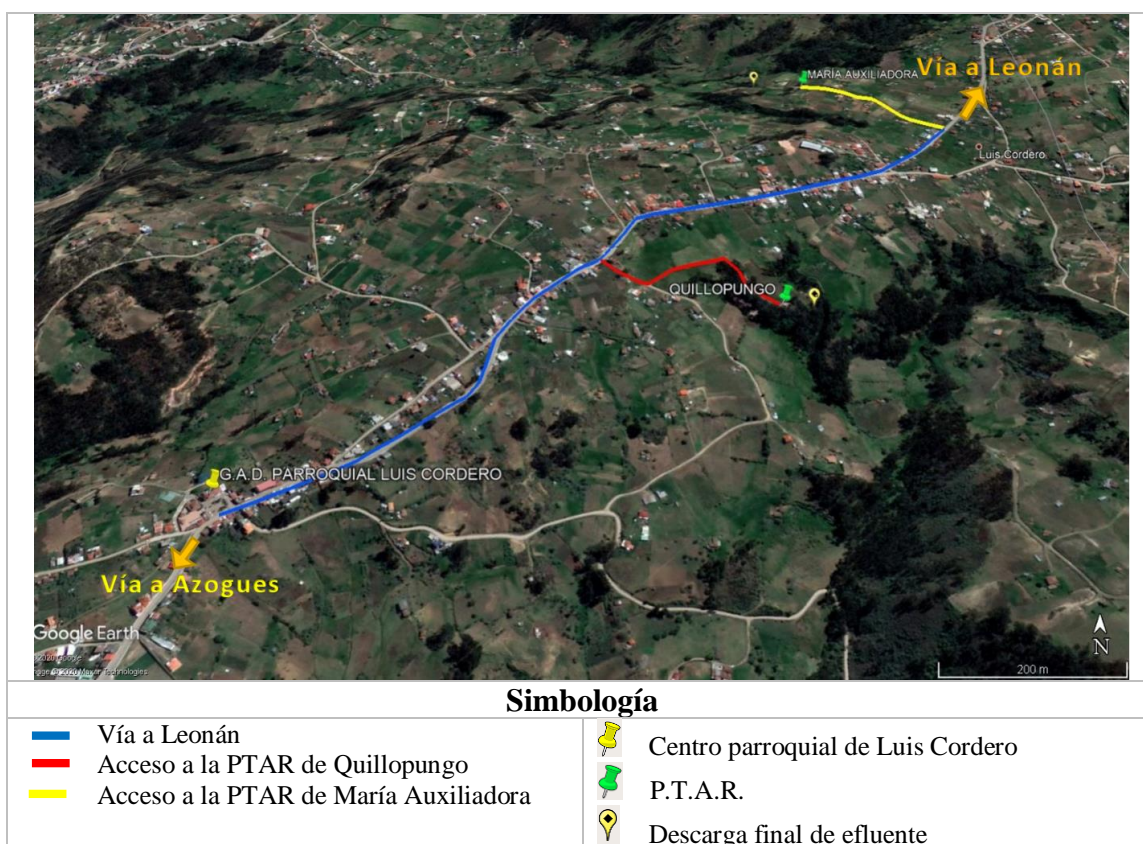 MARÍA AUXILIADORA
Vía a Leonán
Luis Cordero
QUILLOPUNGO
G.A.D. PARROQUIAL LUIS CORDERO
Vía a Azogues
Google Earth
N
200 m
Simbología
Vía a Leonán
Acceso a la PTAR de Quillopungo
Acceso a la PTAR de María Auxiliadora
Centro parroquial de Luis Cordero
P.T.A.R.
Descarga final de efluente